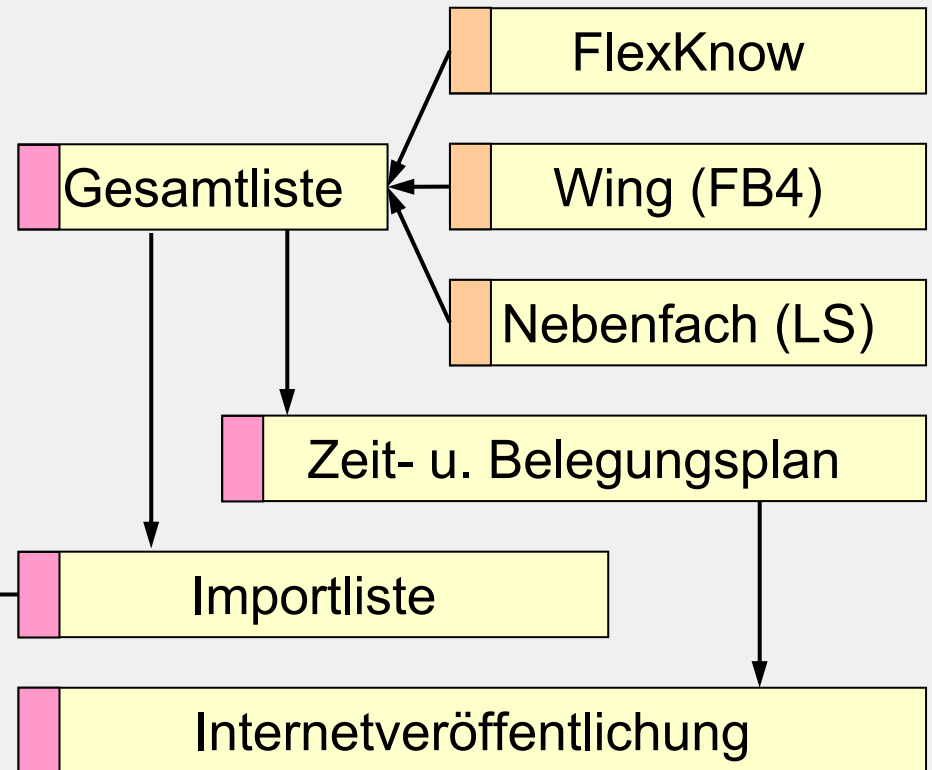 FlexKnow
Gesamtliste
Wing (FB4)
Nebenfach (LS)
Zeit- u. Belegungsplan
Importliste
Internetveröffentlichung